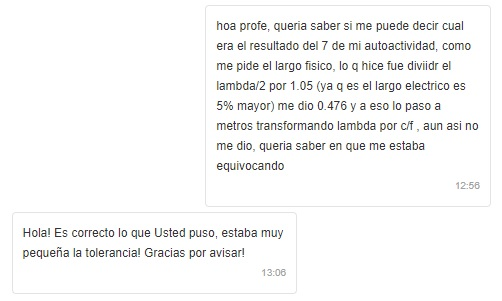 hoa profe, queria saber si me puede decir cual
era el resultado del 7 de mi autoactividad, como
me pide el largo fisico, lo q hice fue diviidr el
lambda/2 por 1.05 (ya q es el largo electrico es
5% mayor) me dio 0.476 y a eso lo paso a
metros transformando lambda por c/f , aun asi no
me dio, queria saber en que me estaba
equivocando
12:56
Hola! Es correcto lo que Usted puso, estaba muy
pequeña la tolerancia! Gracias por avisar!
13:06